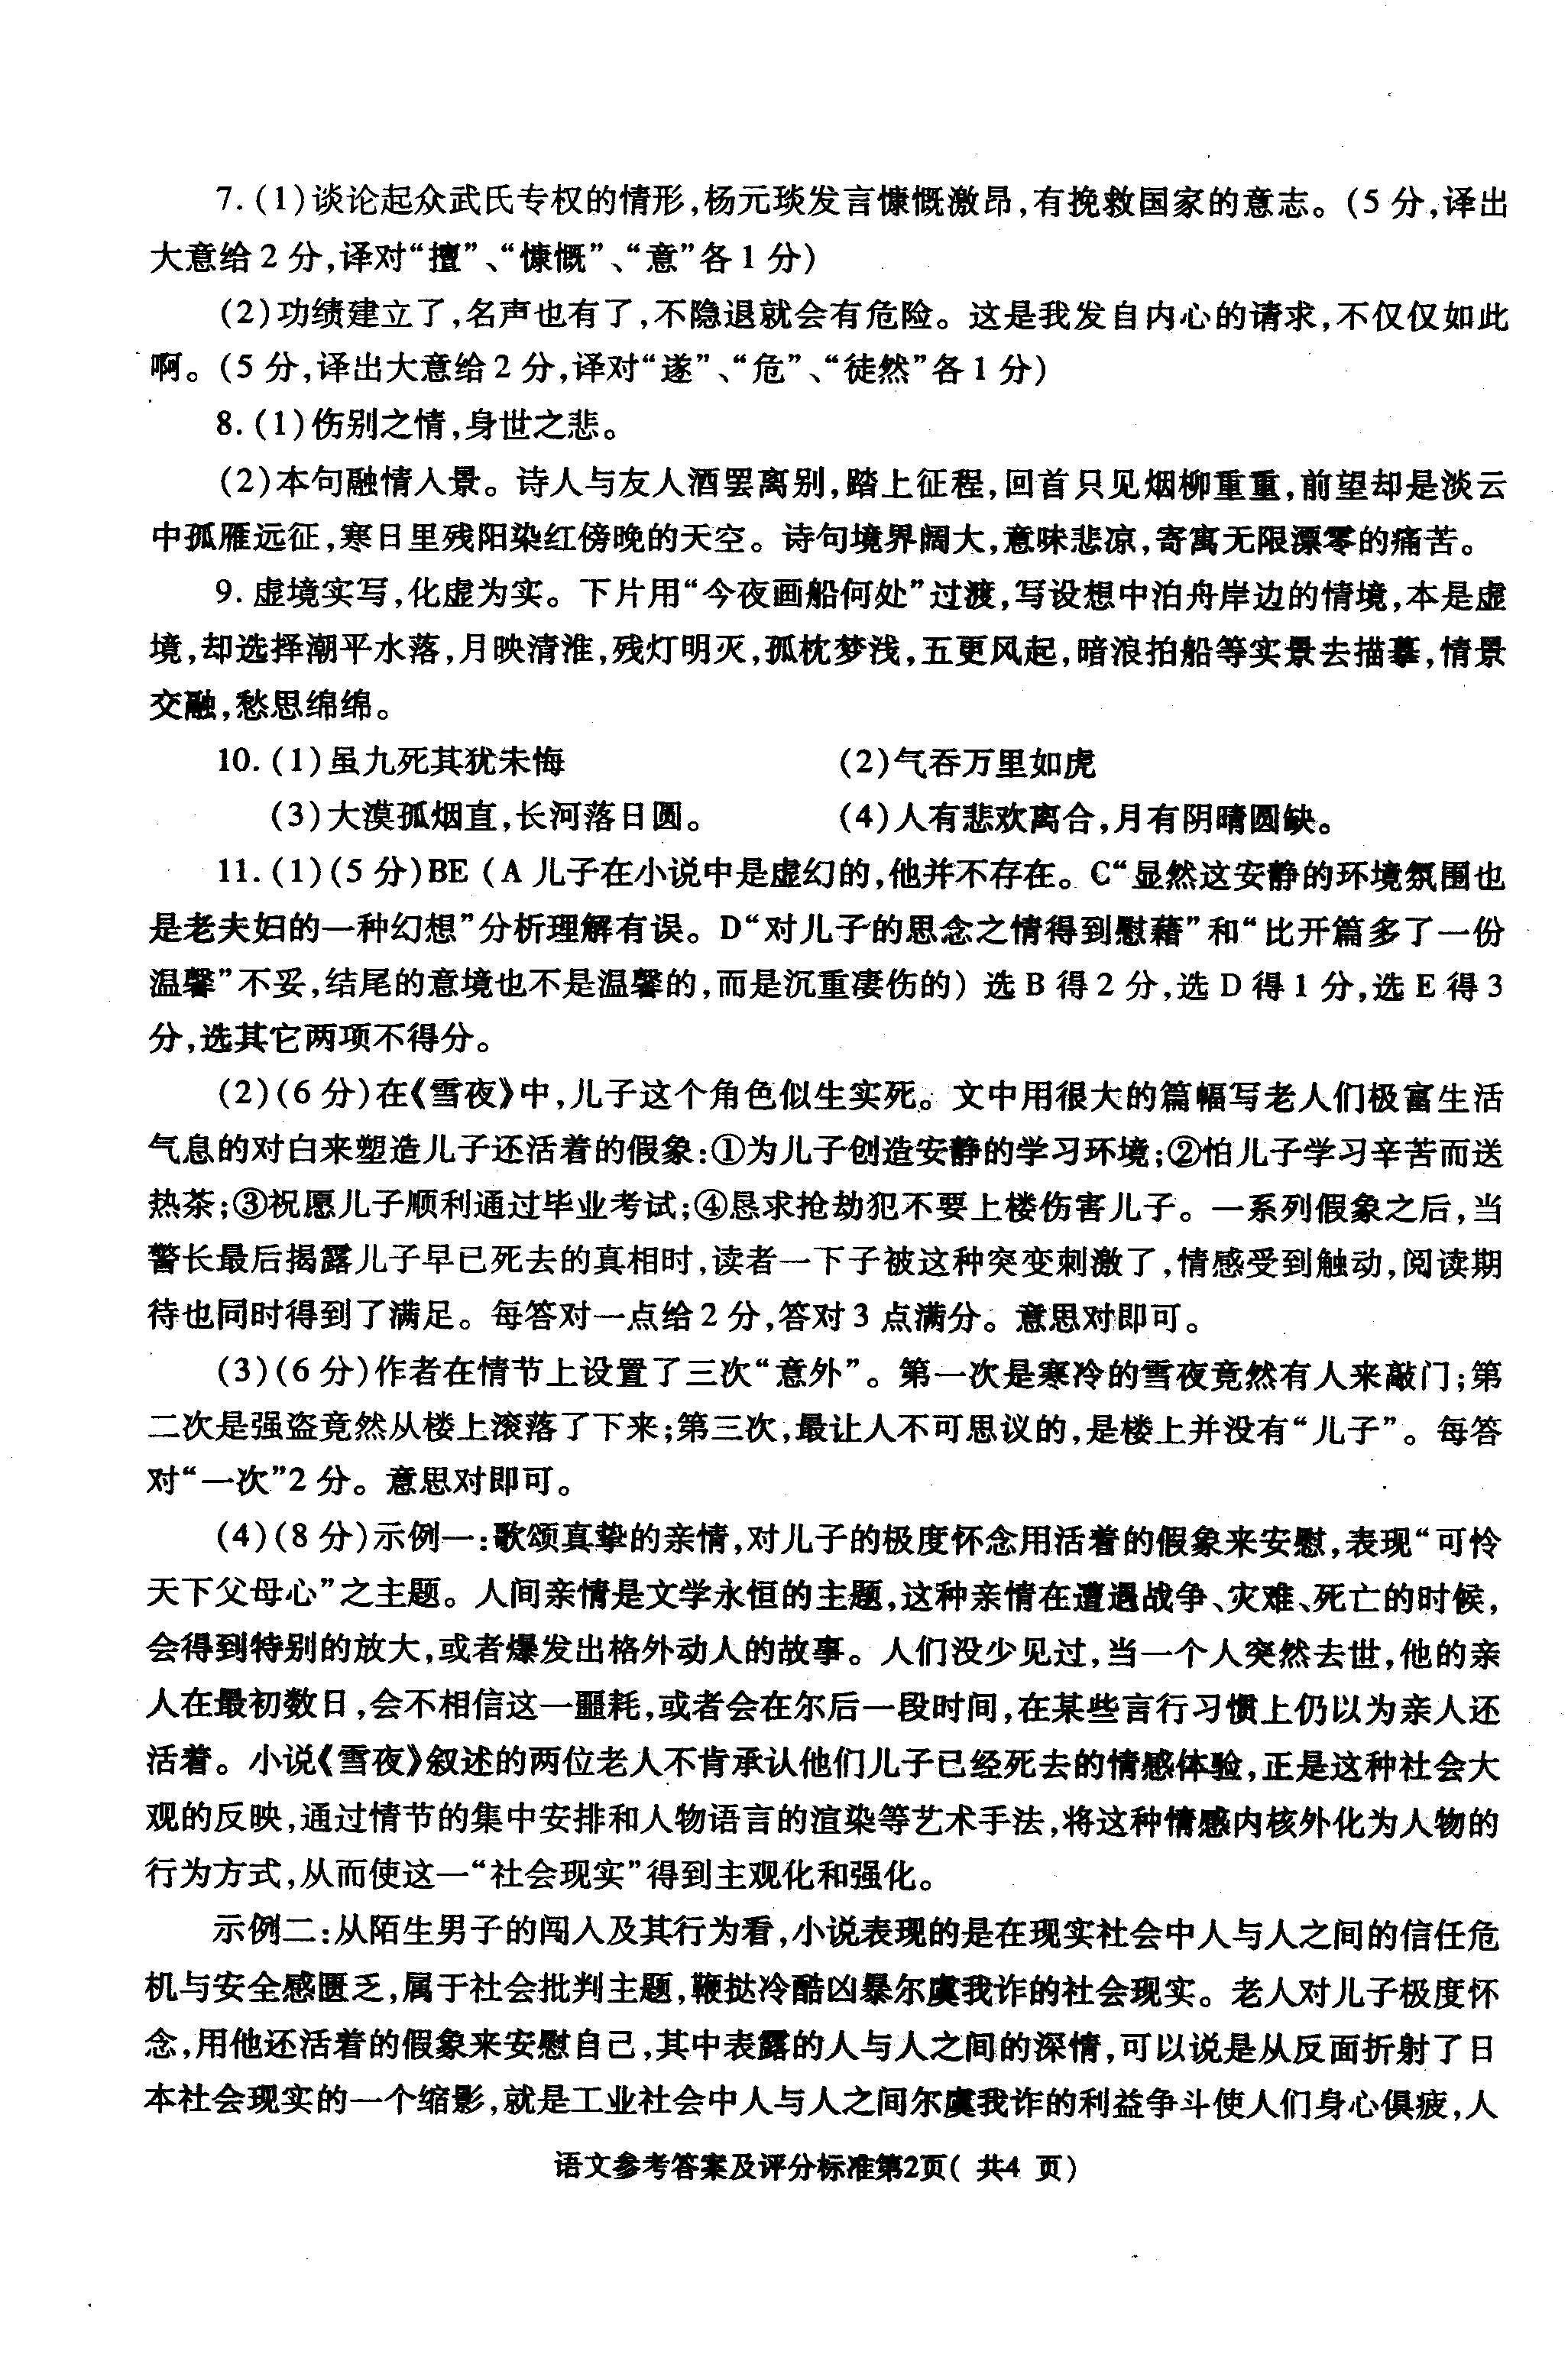 7.(1)谈论起众武氏专权的情形,杨元琰发言慷慨激昂,有挽救国家的意志。(5分,译出
大意给2分,译对“擅”、“慷慨”、“意”各1分)
(2)功绩建立了,名声也有了,不隐退就会有危险。这是我发自内心的请求,不仅仅如此
啊。(5分,译出大意给2分,译对“遂”、“危”、“徒然”各1分)
8.(1)伤别之情,身世之悲。
(2)本句融情入景。诗人与友人酒罢离别,踏上征程,回首只见烟柳重重,前望却是淡云
中孤雁远征,寒日里残阳染红傍晚的天空。诗句境界阔大,意味悲凉,寄寓无限漂零的痛苦。
9.虚境实写,化虚为实。下片用“今夜画船何处”过渡,写设想中泊舟岸边的情境,本是虚
境,却选择潮平水落,月映清淮,残灯明灭,孤枕梦浅,五更风起,暗浪拍船等实景去描摹,情景
交融,愁思绵绵。
10.(1)虽九死其犹未悔 (2)气吞万里如虎
(3)大漠孤烟直,长河落日圆。 (4)人有悲欢离合,月有阴晴圆缺。
11.(1)(5分)BE(A儿子在小说中是虚幻的,他并不存在。C“显然这安静的环境氛围也
是老夫妇的一种幻想”分析理解有误。D“对儿子的思念之情得到慰藉”和“比开篇多了一份
温馨”不妥,结尾的意境也不是温馨的,而是沉重凄伤的)选B得2分,选D得1分,选E得3
分,选其它两项不得分。
(2)(6分)在《雪夜》中,儿子这个角色似生实死。文中用很大的篇幅写老人们极富生活
气息的对白来塑造儿子还活着的假象:①为儿子创造安静的学习环境;②怕儿子学习辛苦而送
热茶;③祝愿儿子顺利通过毕业考试;④恳求抢劫犯不要上楼伤害儿子。一系列假象之后,当
警长最后揭露儿子早已死去的真相时,读者一下子被这种突变刺激了,情感受到触动,阅读期
待也同时得到了满足。每答对一点给2分,答对3点满分。意思对即可。
(3)(6分)作者在情节上设置了三次“意外”。第一次是寒冷的雪夜竟然有人来敲门;第
二次是强盗竟然从楼上滚落了下来;第三次,最让人不可思议的,是楼上并没有“儿子”。每答
对“一次”2分。意思对即可。
(4)(8分)示例一:歌颂真挚的亲情,对儿子的极度怀念用活着的假象来安慰,表现“可怜
天下父母心”之主题。人间亲情是文学永恒的主题,这种亲情在遭遇战争、灾难、死亡的时候,
会得到特别的放大,或者爆发出格外动人的故事。人们没少见过,当一个人突然去世,他的亲
人在最初数日,会不相信这一噩耗,或者会在尔后一段时间,在某些言行习惯上仍以为亲人还
活着。小说《雪夜》叙述的两位老人不肯承认他们儿子已经死去的情感体验,正是这种社会大
观的反映,通过情节的集中安排和人物语言的渲染等艺术手法,将这种情感内核外化为人物的
行为方式,从而使这一“社会现实”得到主观化和强化。
示例二:从陌生男子的闯入及其行为看,小说表现的是在现实社会中人与人之间的信任危
机与安全感匮乏,属于社会批判主题,鞭挞冷酷凶暴尔虞我诈的社会现实。老人对儿子极度怀
念,用他还活着的假象来安慰自己,其中表露的人与人之间的深情,可以说是从反面折射了日
本社会现实的一个缩影,就是工业社会中人与人之间尔虞我诈的利益争斗使人们身心俱疲,人
语文参考答案及评分标准第2页( 共4 页)